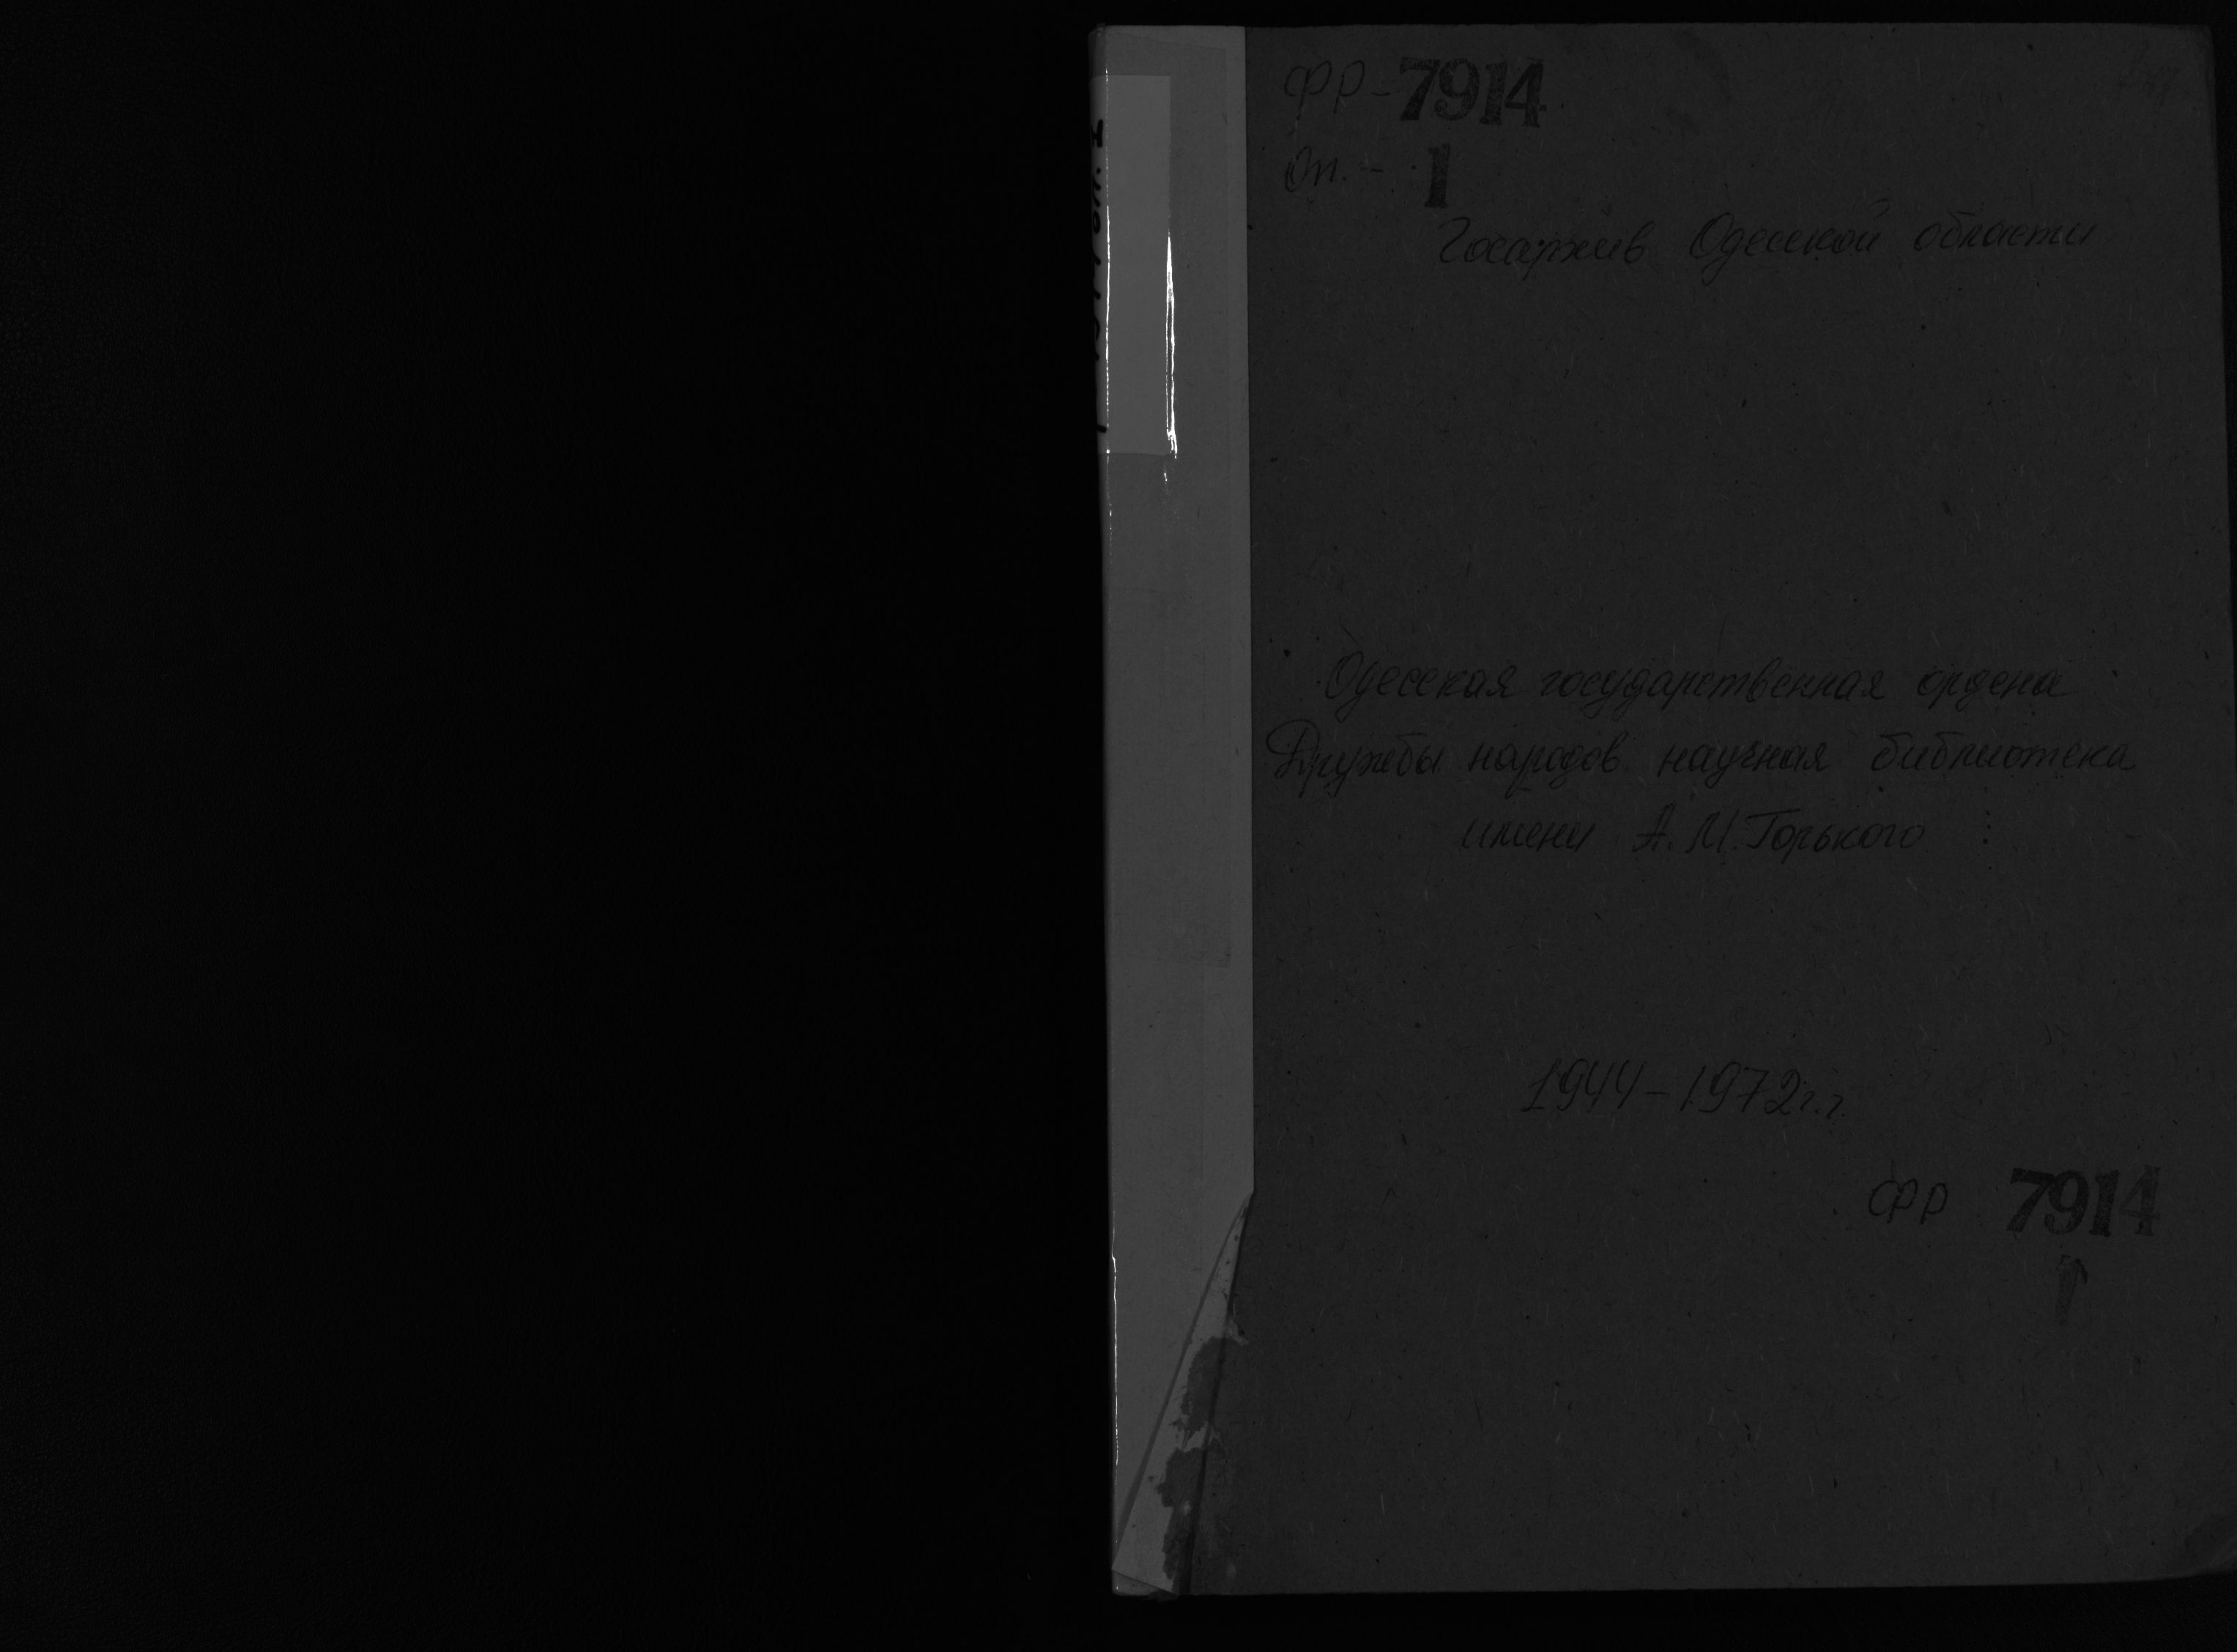 фР-7914
оп.- 1
Госархив Одесской области
Одесская государственная ордена
Дружбы народов научная библиотека
имени А.М.Горького
1944-1972г.г.
фР 7914
1